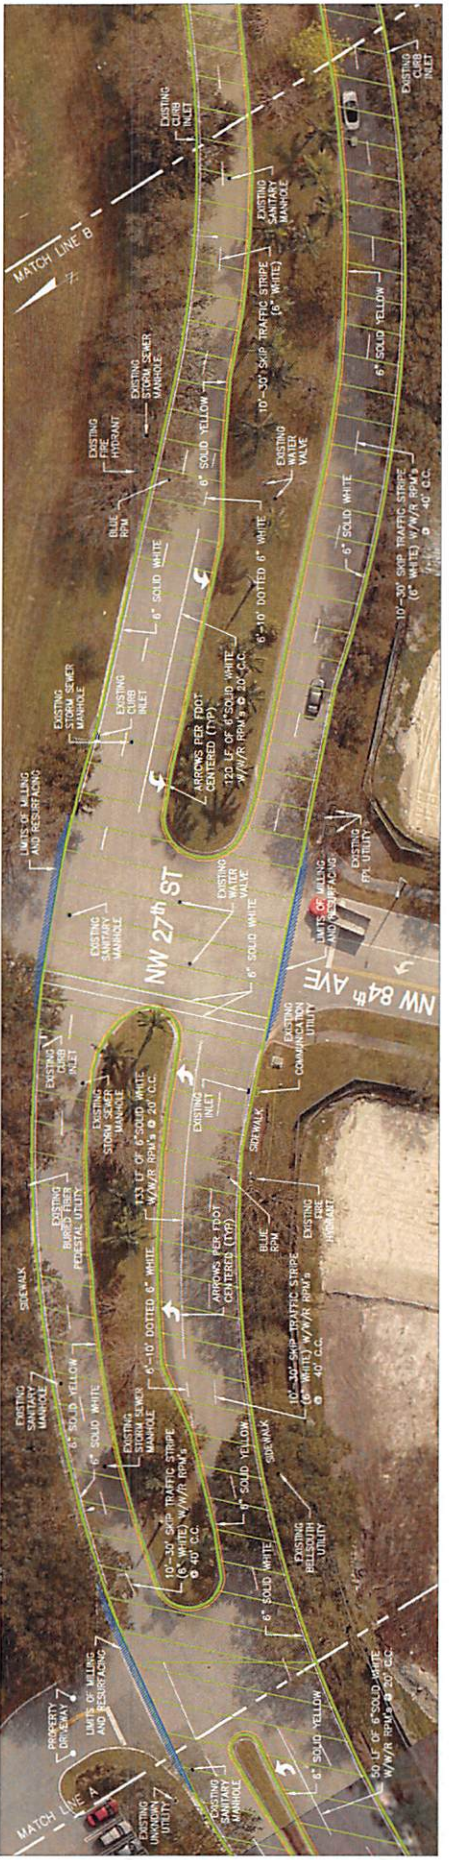 EXISTING
CURB
INLET
EXISTING
CURB
INLET
MATCH LINE B
EXISTING
SANITARY
MANHOLE
10'-30' SKIP TRAFFIC STRIPE
(6" WHITE)
6" SOLID YELLOW
EXISTING
STORM SEWER
MANHOLE
EXISTING
FIRE
HYDRANT
6" SOLID YELLOW
EXISTING
WATER
VALVE
BLUE
RPM
6" SOLID WHITE
10'-30' SKIP TRAFFIC STRIPE
(6" WHITE) W/W/R RPM's
@ 40' C.C.
6" SOLID WHITE
6'-10' DOTTED 6" WHITE
EXISTING
STORM SEWER
MANHOLE
EXISTING
CURB
INLET
ARROWS PER FDOT
CENTERED (TYP)
120 LF OF 6"SOLID WHITE
W/W/R RPM's @ 20' C.C.
LIMITS OF MILLING
AND RESURFACING
EXISTING
FPL UTILITY
EXISTING
SANITARY
MANHOLE
NW 27th ST
EXISTING
WATER
VALVE
6" SOLID WHITE
LIMITS OF MILLING
AND RESURFACING
NW 84th AVE
EXISTING
CURB
INLET
EXISTING
COMMUNICATION
UTILITY
EXISTING
STORM SEWER
MANHOLE
133 LF OF 6"SOLID WHITE
W/W/R RPM's @ 20' C.C.
EXISTING
INLET
SIDEWALK
EXISTING
BURIED FIBER
PEDESTAL UTILITY
BLUE
RPM
EXISTING
FIRE
HYDRANT
SIDEWALK
6'-10' DOTTED 6" WHITE
ARROWS PER FDOT
CENTERED (TYP)
10'-30' SKIP TRAFFIC STRIPE
(6" WHITE) W/W/R RPM's
@ 40' C.C.
EXISTING
SANITARY
MANHOLE
6" SOLID YELLOW
6" SOLID WHITE
EXISTING
STORM SEWER
MANHOLE
SIDEWALK
10'-30' SKIP TRAFFIC STRIPE
(6" WHITE) W/W/R RPM's
@ 40' C.C.
6" SOLID YELLOW
EXISTING
BELLSOUTH
UTILITY
6" SOLID WHITE
LIMITS OF MILLING
AND RESURFACING
PROPERTY
DRIVEWAY
MATCH LINE A
EXISTING
UNKNOWN
UTILITY
EXISTING
SANITARY
MANHOLE
6" SOLID YELLOW
50 LF OF 6"SOLID WHITE
W/W/R RPM's @ 20' C.C.